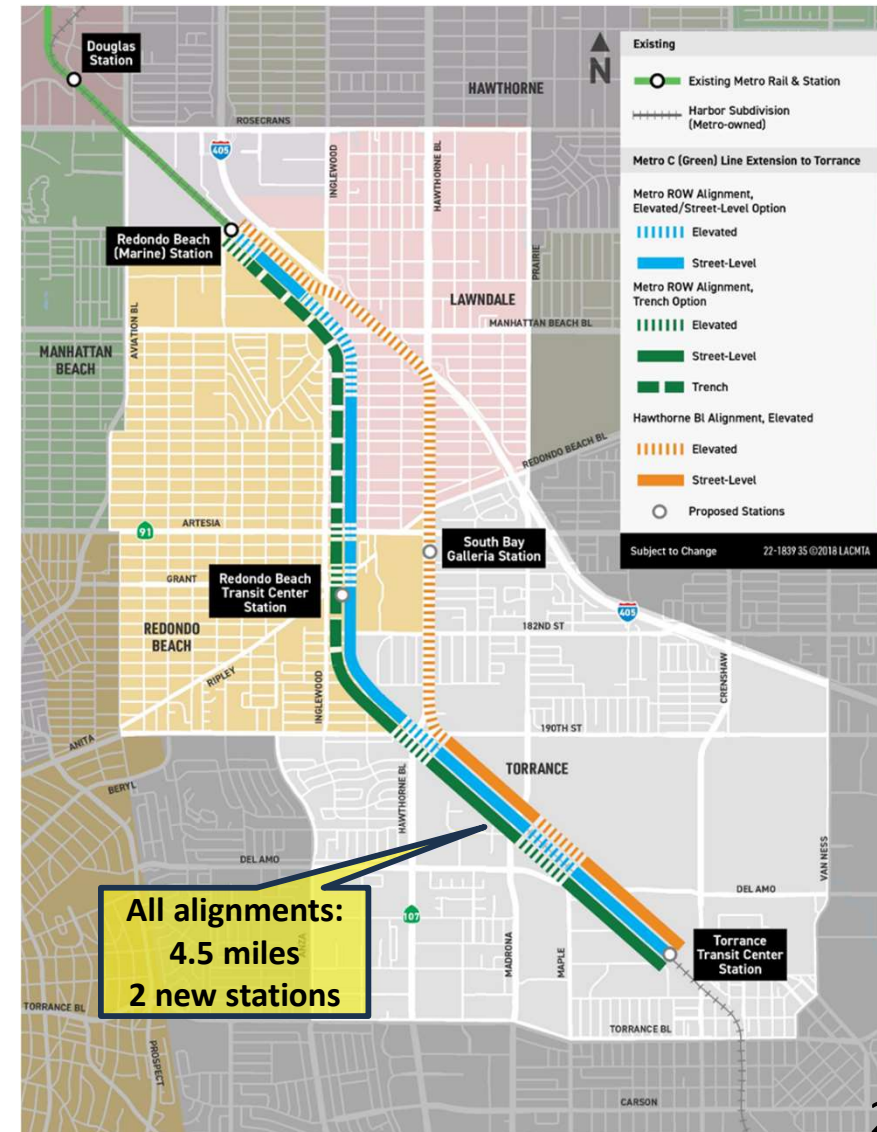 Douglas
Station
HAWTHORNE
ROSECRANS
405
INGLEWOOD
HAWTHORNE BL
PRAIRIE
Redondo Beach
(Marine) Station
AVIATION BL
LAWNDALE
MANHATTAN BEACH BL
MANHATTAN
BEACH
REDONDO BEACH BL
91
ARTESIA
South Bay
Galleria Station
GRANT
Redondo Beach
Transit Center
Station
405
182ND ST
REDONDO
BEACH
RIPLEY
INGLEWOOD
CRENSHAW
190TH ST
ANITA
TORRANCE
BERYL
HAWTHORNE BL
VAN NESS
DEL AMO
DEL AMO
All alignments:
4.5 miles
2 new stations
107
MADRONA
MAPLE
Torrance
Transit Center
Station
TORRANCE BL
TORRANCE BL
PROSPECT
CARSON
N
Existing
Existing Metro Rail & Station
Harbor Subdivision
(Metro-owned)
Metro C (Green) Line Extension to Torrance
Metro ROW Alignment,
Elevated/Street-Level Option
Elevated
Street-Level
Metro ROW Alignment,
Trench Option
Elevated
Street-Level
Trench
Hawthorne Bl Alignment, Elevated
Elevated
Street-Level
Proposed Stations
Subject to Change
22-1839 35 ©2018 LACMTA